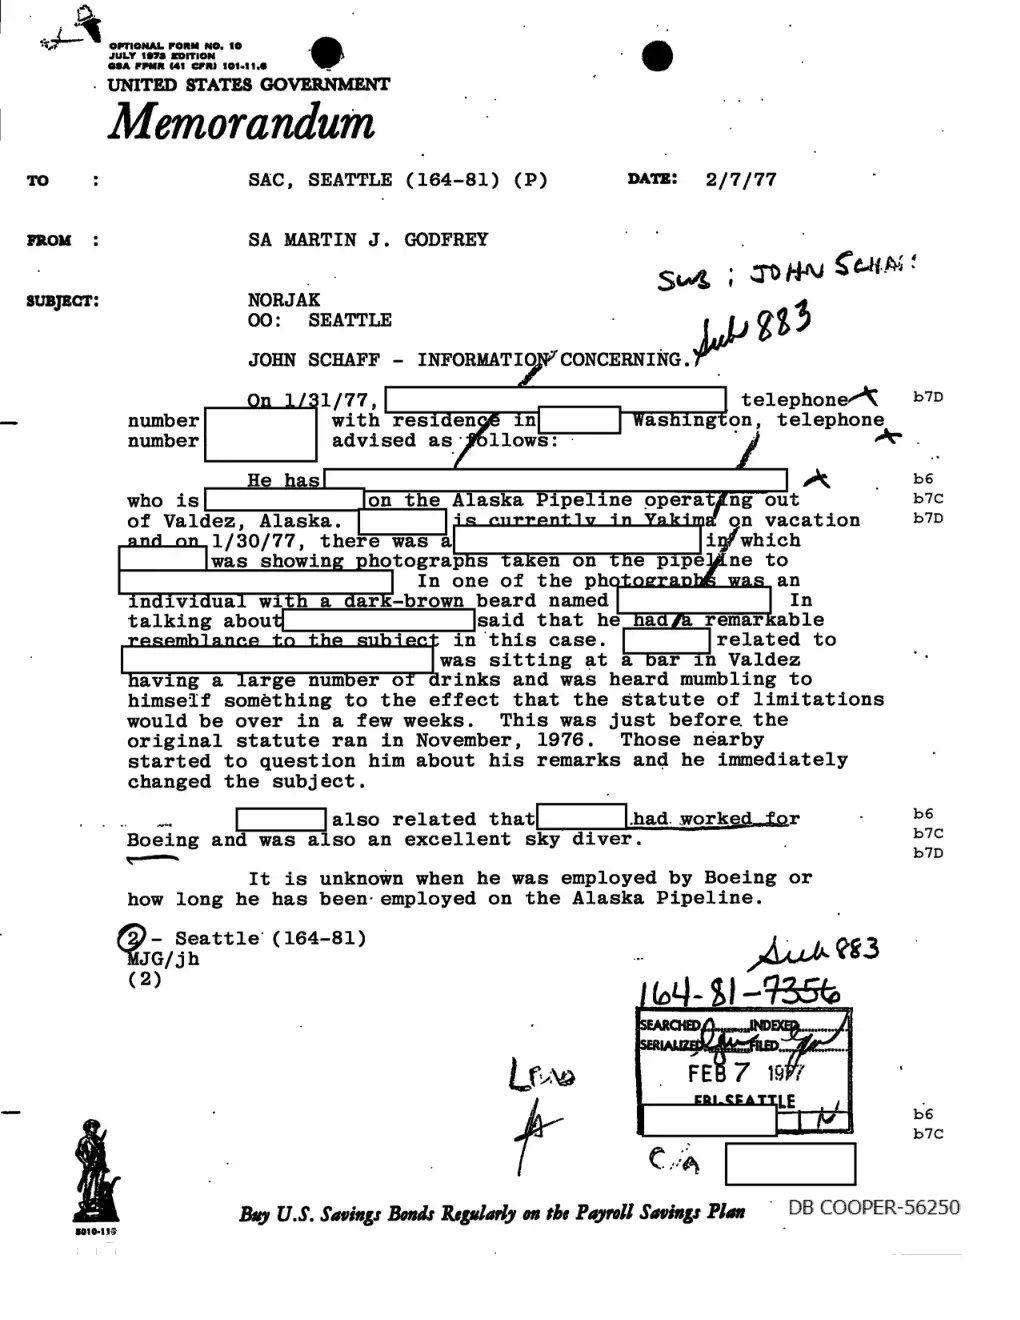 OPTIONAL FORM NO. 10
JULY 1973 EDITION
GSA FPMR (41 CFR) 101-11.6
UNITED STATES GOVERNMENT
Memorandum
TO : SAC, SEATTLE (164-81) (P) DATE: 2/7/77
FROM : SA MARTIN J. GODFREY
SUB ; JOHN SCHAF
SUBJECT: NORJAK
OO: SEATTLE
Sub 883
JOHN SCHAFF - INFORMATION CONCERNING.
On 1/31/77, telephone b7D
number with residence in Washington, telephone
number advised as follows:
He has b6
who is on the Alaska Pipeline operating out b7C
of Valdez, Alaska. is currently in Yakima on vacation b7D
and on 1/30/77, there was a in which
was showing photographs taken on the pipeline to
In one of the photographs was an
individual with a dark-brown beard named In
talking about said that he had a remarkable
resemblance to the subject in this case. related to
was sitting at a bar in Valdez
having a large number of drinks and was heard mumbling to
himself something to the effect that the statute of limitations
would be over in a few weeks. This was just before the
original statute ran in November, 1976. Those nearby
started to question him about his remarks and he immediately
changed the subject.
also related that had worked for b6
Boeing and was also an excellent sky diver. b7C
b7D
It is unknown when he was employed by Boeing or
how long he has been employed on the Alaska Pipeline.
2 - Seattle (164-81)
MJG/jh
(2)
Sub 883
164-81-7356
SEARCHED INDEXED
SERIALIZED FILED
FEB 7 1977
FBI-SEATTLE
b6
b7C
Buy U.S. Savings Bonds Regularly on the Payroll Savings Plan
DB COOPER-56250
5010-110